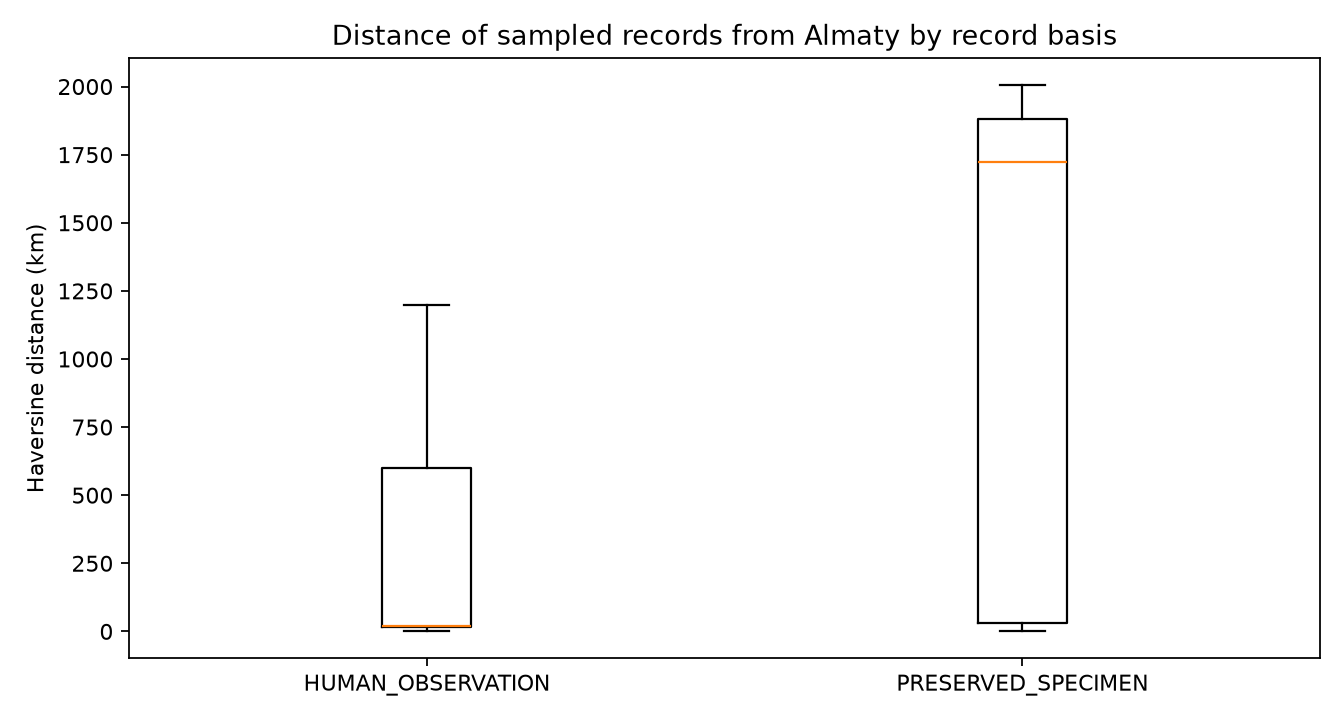 Distance of sampled records from Almaty by record basis
Haversine distance (km)
2000
1750
1500
1250
1000
750
500
250
0
HUMAN_OBSERVATION
PRESERVED_SPECIMEN